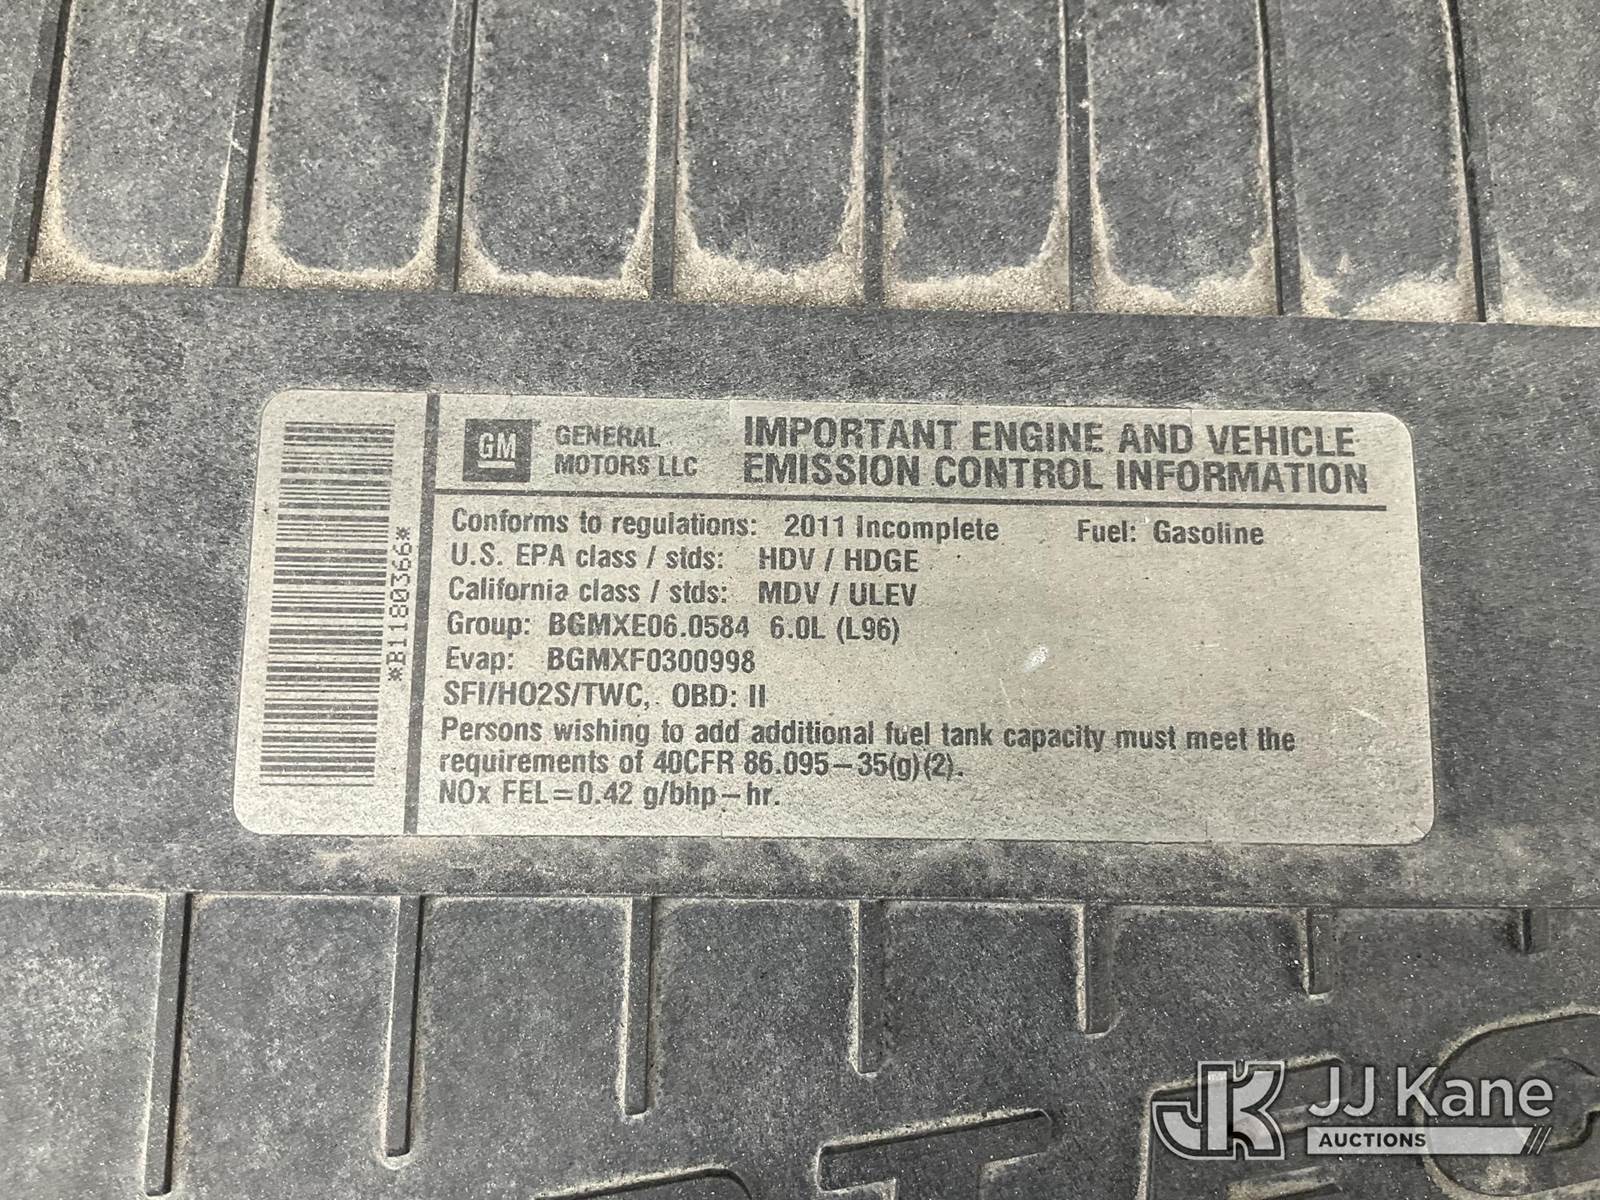 *B1180366*
GM
GENERAL
MOTORS LLC
IMPORTANT ENGINE AND VEHICLE
EMISSION CONTROL INFORMATION
Conforms to regulations: 2011 Incomplete Fuel: Gasoline
U.S. EPA class / stds: HDV / HDGE
California class / stds: MDV / ULEV
Group: BGMXE06.0584 6.0L (L96)
Evap: BGMXF0300998
SFI/HO2S/TWC, OBD: II
Persons wishing to add additional fuel tank capacity must meet the
requirements of 40CFR 86.095-35(g)(2).
NOx FEL=0.42 g/bhp-hr.
JK JJ Kane
AUCTIONS